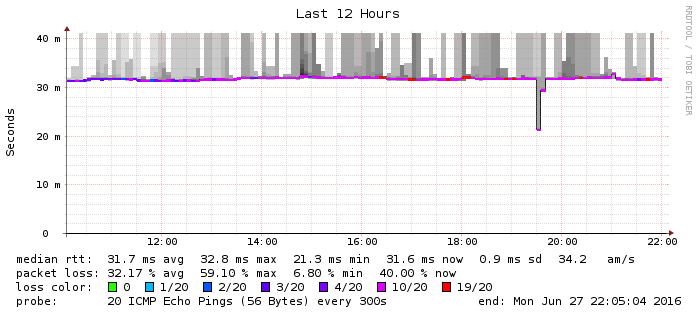 Last 12 Hours
RRDTOOL / TOBI OETIKER
Seconds
40 m
30 m
20 m
10 m
0
12:00 14:00 16:00 18:00 20:00 22:00
median rtt: 31.7 ms avg 32.8 ms max 21.3 ms min 31.6 ms now 0.9 ms sd 34.2 am/s
packet loss: 32.17 % avg 59.10 % max 6.80 % min 40.00 % now
loss color: 0 1/20 2/20 3/20 4/20 10/20 19/20
probe: 20 ICMP Echo Pings (56 Bytes) every 300s end: Mon Jun 27 22:05:04 2016